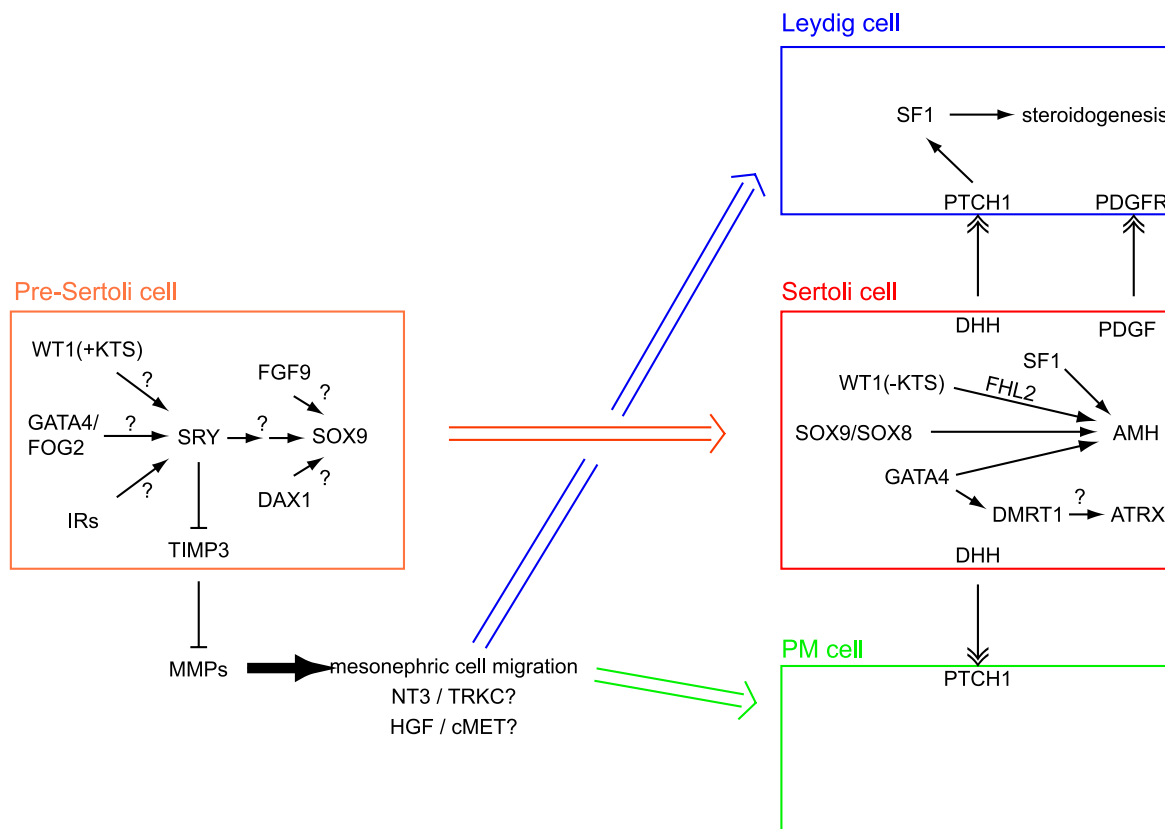 Leydig cell
SF1
steroidogenesis
PTCH1
PDGFR
Pre-Sertoli cell
WT1(+KTS)
?
FGF9
?
GATA4/
FOG2
?
SRY
?
SOX9
?
DAX1
?
IRs
TIMP3
MMPs
mesonephric cell migration
NT3 / TRKC?
HGF / cMET?
Sertoli cell
DHH
PDGF
SF1
WT1(-KTS)
FHL2
SOX9/SOX8
AMH
GATA4
?
DMRT1
ATRX
DHH
PM cell
PTCH1